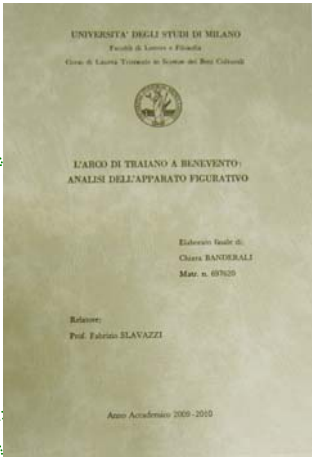 UNIVERSITA' DEGLI STUDI DI MILANO
Facoltà di Lettere e Filosofia
Corso di Laurea Triennale in Scienze dei Beni Culturali
L'ARCO DI TRAIANO A BENEVENTO:
ANALISI DELL'APPARATO FIGURATIVO
Elaborato finale di:
Chiara BANDERALI
Matr. n. 697620
Relatore:
Prof. Fabrizio SLAVAZZI
Anno Accademico 2009-2010